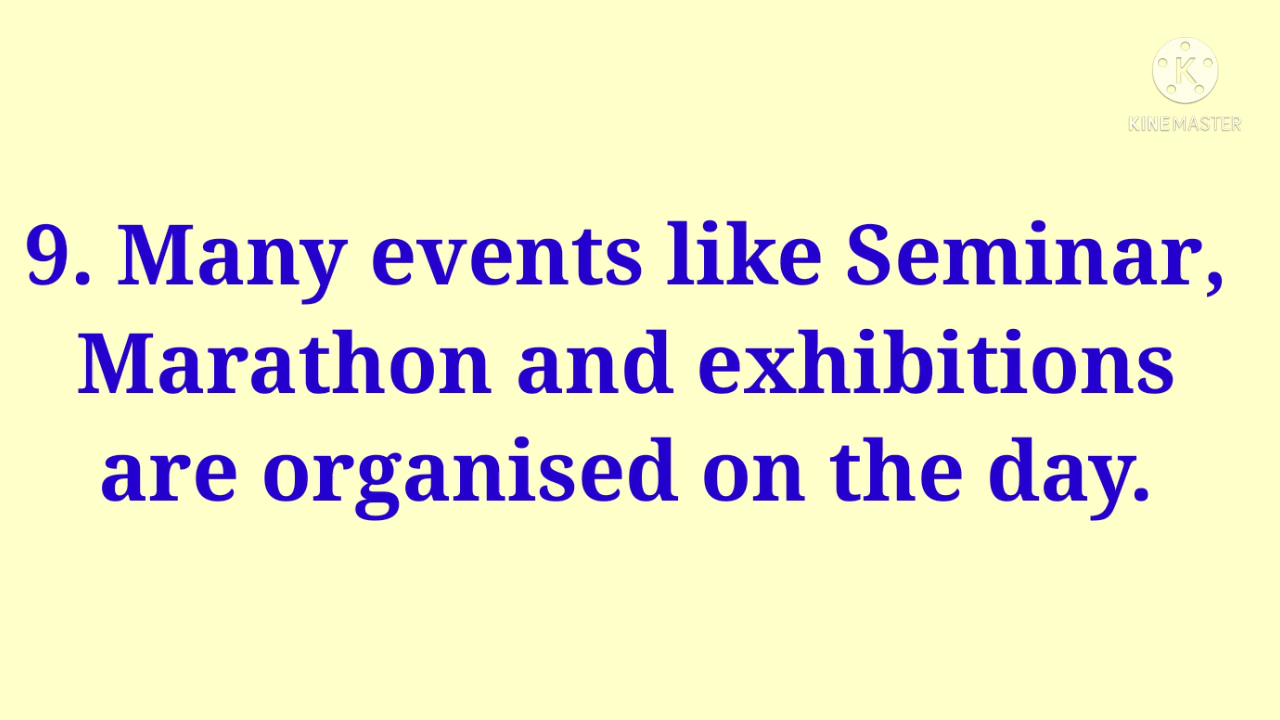 KINEMASTER
9. Many events like Seminar,
Marathon and exhibitions
are organised on the day.